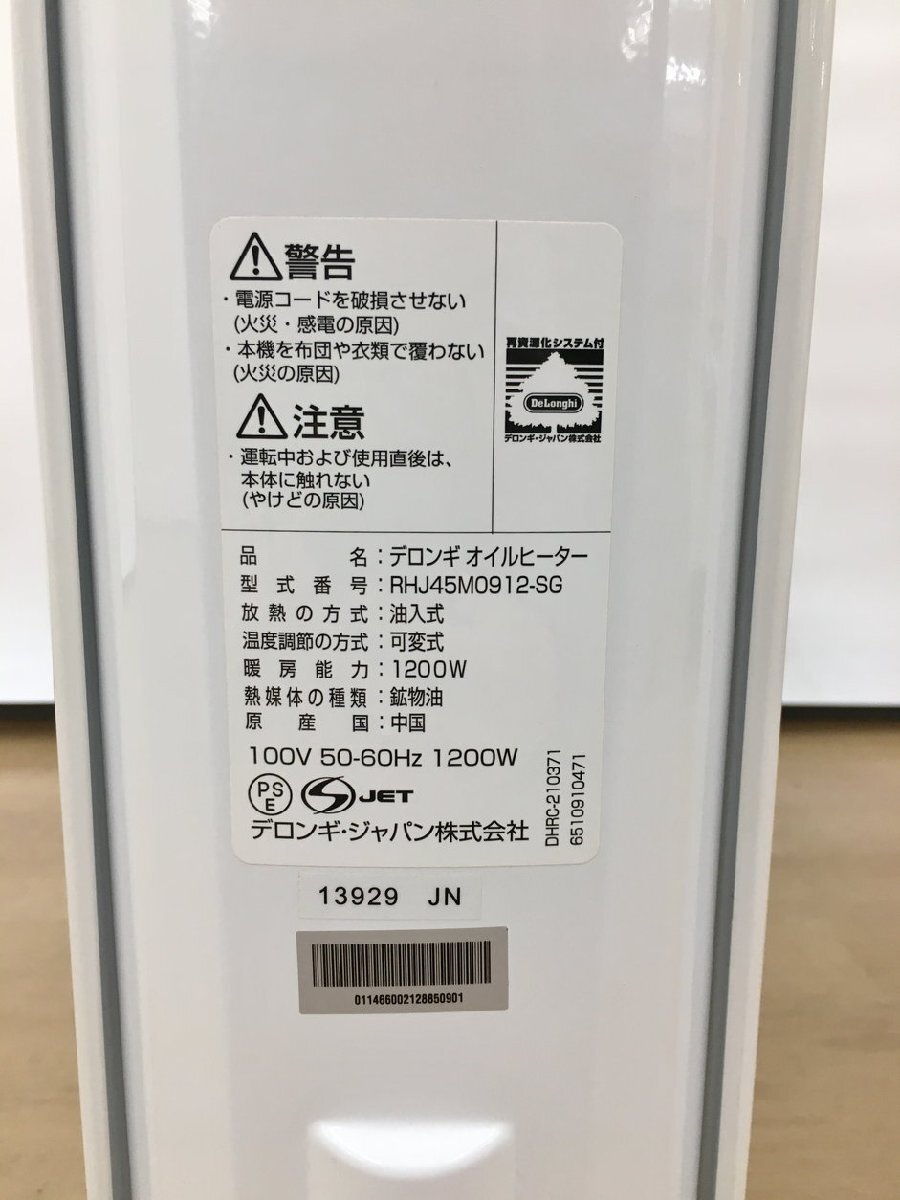 警告
・電源コードを破損させない
(火災・感電の原因)
・本機を布団や衣類で覆わない
(火災の原因)
注意
・運転中および使用直後は、
本体に触れない
(やけどの原因)
再資源化システム付
DeLonghi
デロンギ・ジャパン株式会社
品名：デロンギ オイルヒーター
型式番号：RHJ45M0912-SG
放熱の方式：油入式
温度調節の方式：可変式
暖房能力：1200W
熱媒体の種類：鉱物油
原産国：中国
100V 50-60Hz 1200W
PSE
JET
デロンギ・ジャパン株式会社
DHRC-210371
6510910471
13929 JN
011466002128850901